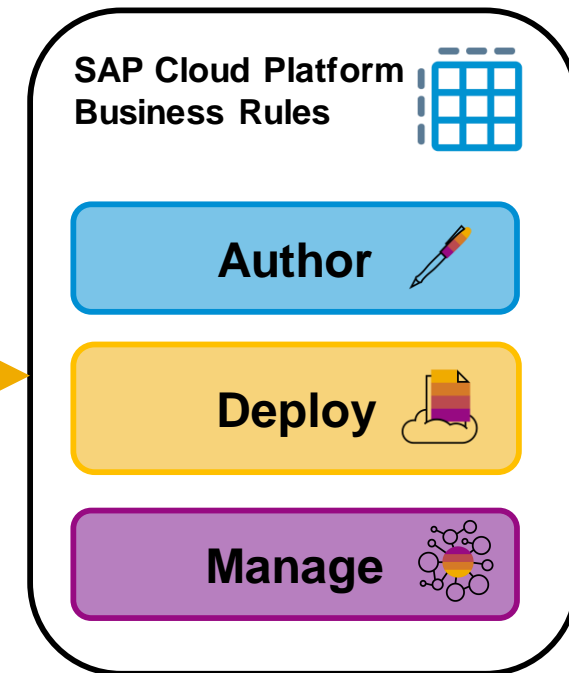 SAP Cloud Platform
Business Rules
Author
Deploy
Manage